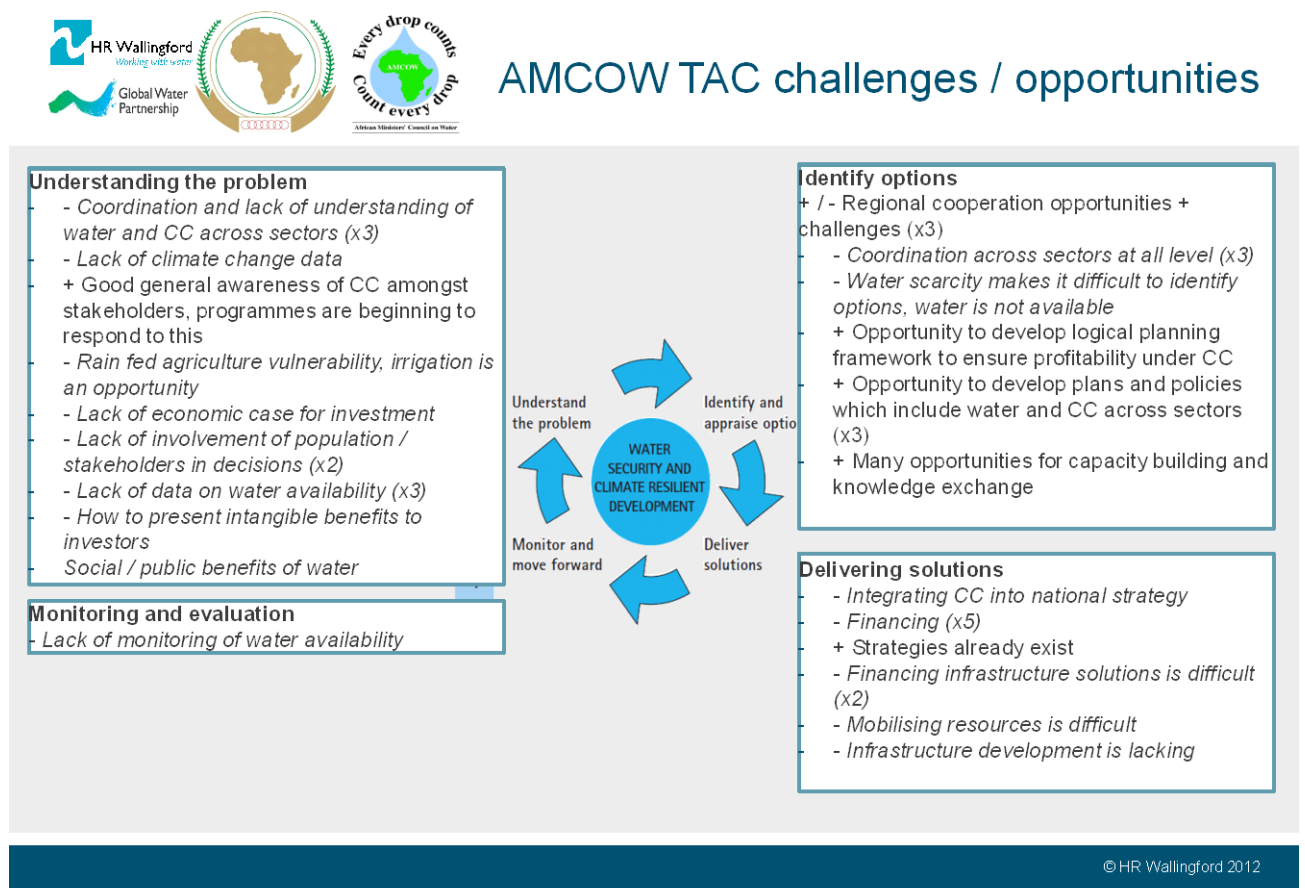 HR Wallingford
Working with water
Global Water
Partnership
Every drop counts
AMCOW
Count every drop
African Ministers' Council on Water
AMCOW TAC challenges / opportunities
Understanding the problem
- - Coordination and lack of understanding of
water and CC across sectors (x3)
- - Lack of climate change data
- + Good general awareness of CC amongst
stakeholders, programmes are beginning to
respond to this
- - Rain fed agriculture vulnerability, irrigation is
an opportunity
- - Lack of economic case for investment
- - Lack of involvement of population /
stakeholders in decisions (x2)
- - Lack of data on water availability (x3)
- - How to present intangible benefits to
investors
- Social / public benefits of water
Monitoring and evaluation
- Lack of monitoring of water availability
Understand
the problem
Identify and
appraise optio
WATER
SECURITY AND
CLIMATE RESILIENT
DEVELOPMENT
Monitor and
move forward
Deliver
solutions
Identify options
+ / - Regional cooperation opportunities +
challenges (x3)
- - Coordination across sectors at all level (x3)
- - Water scarcity makes it difficult to identify
options, water is not available
- + Opportunity to develop logical planning
framework to ensure profitability under CC
- + Opportunity to develop plans and policies
which include water and CC across sectors
(x3)
- + Many opportunities for capacity building and
knowledge exchange
Delivering solutions
- - Integrating CC into national strategy
- - Financing (x5)
- + Strategies already exist
- - Financing infrastructure solutions is difficult
(x2)
- - Mobilising resources is difficult
- - Infrastructure development is lacking
© HR Wallingford 2012